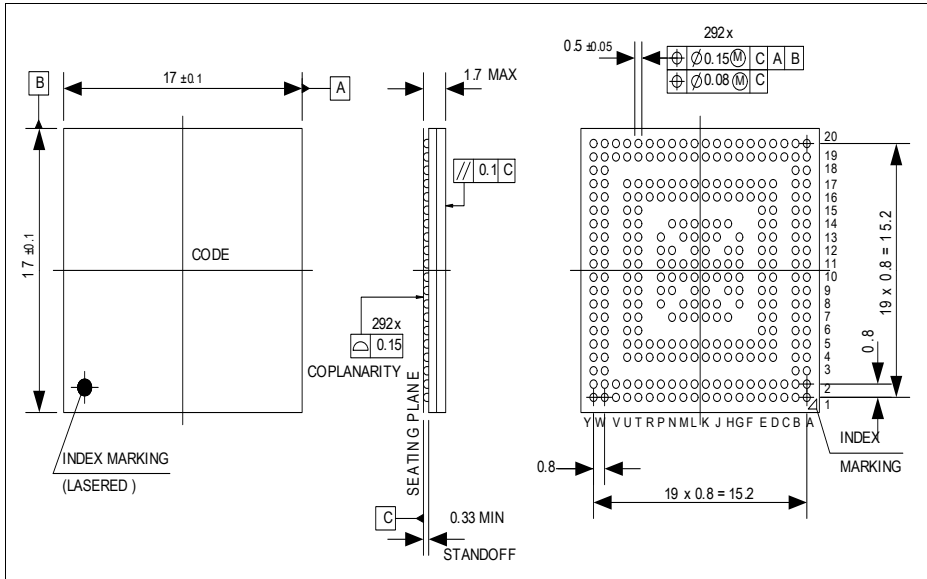 B
17 ±0.1
A
17 ±0.1
CODE
INDEX MARKING
(LASERED )
1.7 MAX
// 0.1 C
292x
0.15
COPLANARITY
SEATING PLANE
C
0.33 MIN
STANDOFF
0.5 ±0.05
292x
⌖ ∅ 0.15 Ⓜ C A B
⌖ ∅ 0.08 Ⓜ C
20
19
18
17
16
15
14
13
12
11
10
9
8
7
6
5
4
3
2
1
19 x 0.8 = 15.2
0.8
Y W V U T R P N M L K J H G F E D C B A
INDEX
MARKING
0.8
19 x 0.8 = 15.2